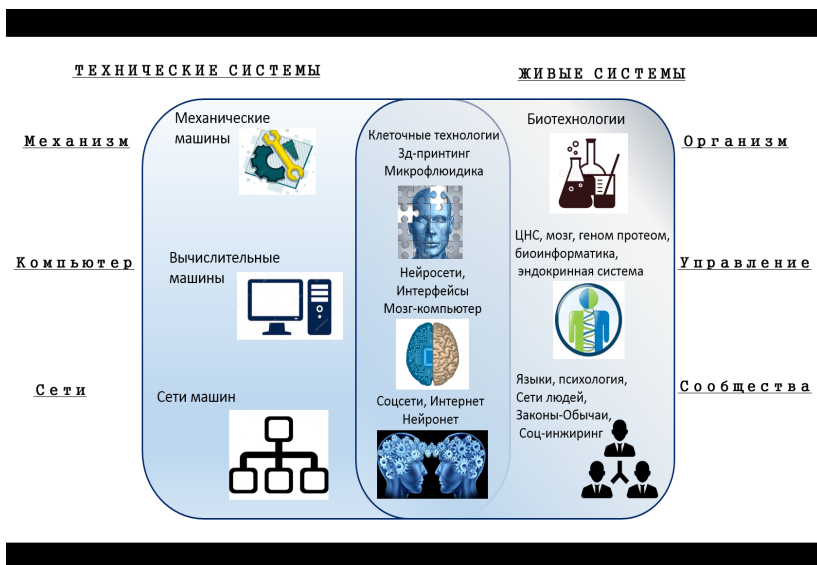 ТЕХНИЧЕСКИЕ СИСТЕМЫ
ЖИВЫЕ СИСТЕМЫ
Механизм
Механические
машины
Клеточные технологии
3д-принтинг
Микрофлюидика
Биотехнологии
Организм
Компьютер
Вычислительные
машины
Нейросети,
Интерфейсы
Мозг-компьютер
ЦНС, мозг, геном протеом,
биоинформатика,
эндокринная система
Управление
Сети
Сети машин
Соцсети, Интернет
Нейронет
Языки, психология,
Сети людей,
Законы-Обычаи,
Соц-инжиринг
Сообщества